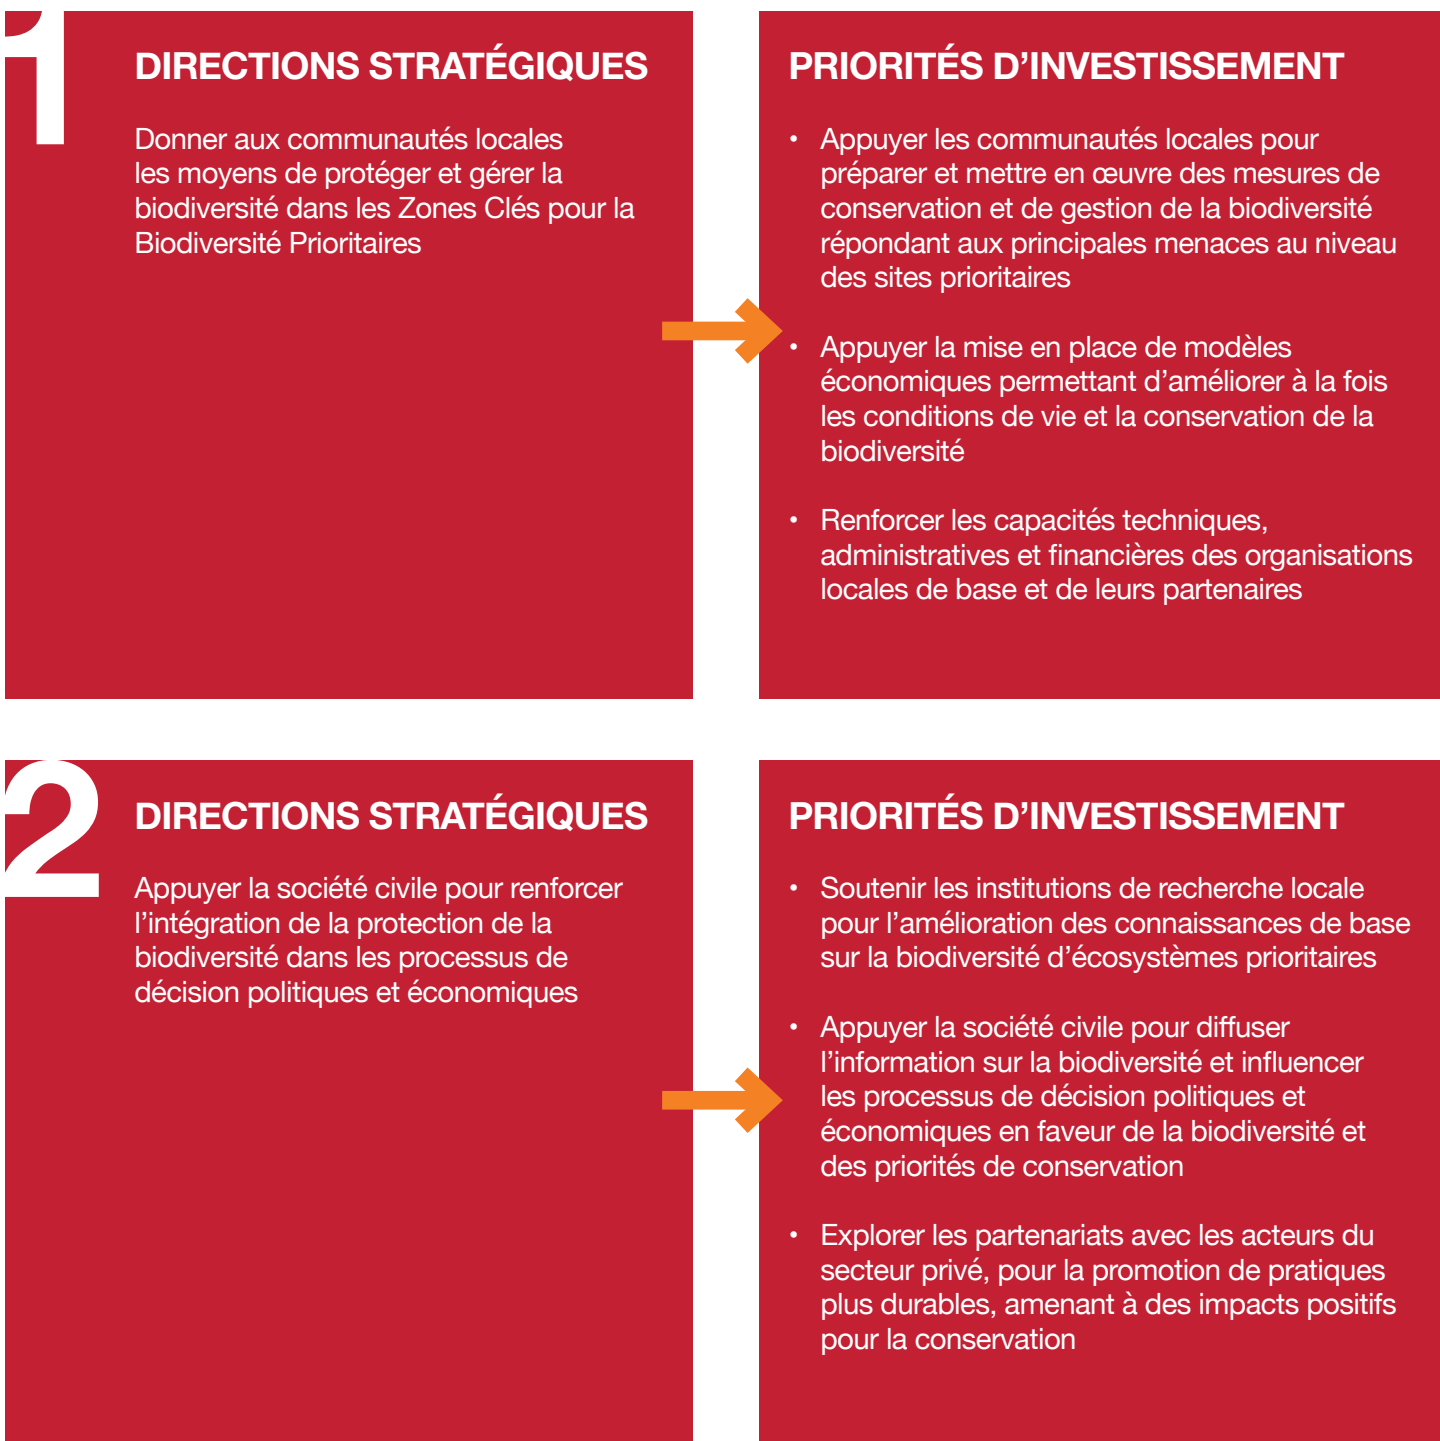 1
DIRECTIONS STRATÉGIQUES
Donner aux communautés locales
les moyens de protéger et gérer la
biodiversité dans les Zones Clés pour la
Biodiversité Prioritaires
PRIORITÉS D’INVESTISSEMENT
• Appuyer les communautés locales pour
préparer et mettre en œuvre des mesures de
conservation et de gestion de la biodiversité
répondant aux principales menaces au niveau
des sites prioritaires
• Appuyer la mise en place de modèles
économiques permettant d’améliorer à la fois
les conditions de vie et la conservation de la
biodiversité
• Renforcer les capacités techniques,
administratives et financières des organisations
locales de base et de leurs partenaires
2
DIRECTIONS STRATÉGIQUES
Appuyer la société civile pour renforcer
l’intégration de la protection de la
biodiversité dans les processus de
décision politiques et économiques
PRIORITÉS D’INVESTISSEMENT
• Soutenir les institutions de recherche locale
pour l’amélioration des connaissances de base
sur la biodiversité d’écosystèmes prioritaires
• Appuyer la société civile pour diffuser
l’information sur la biodiversité et influencer
les processus de décision politiques et
économiques en faveur de la biodiversité et
des priorités de conservation
• Explorer les partenariats avec les acteurs du
secteur privé, pour la promotion de pratiques
plus durables, amenant à des impacts positifs
pour la conservation